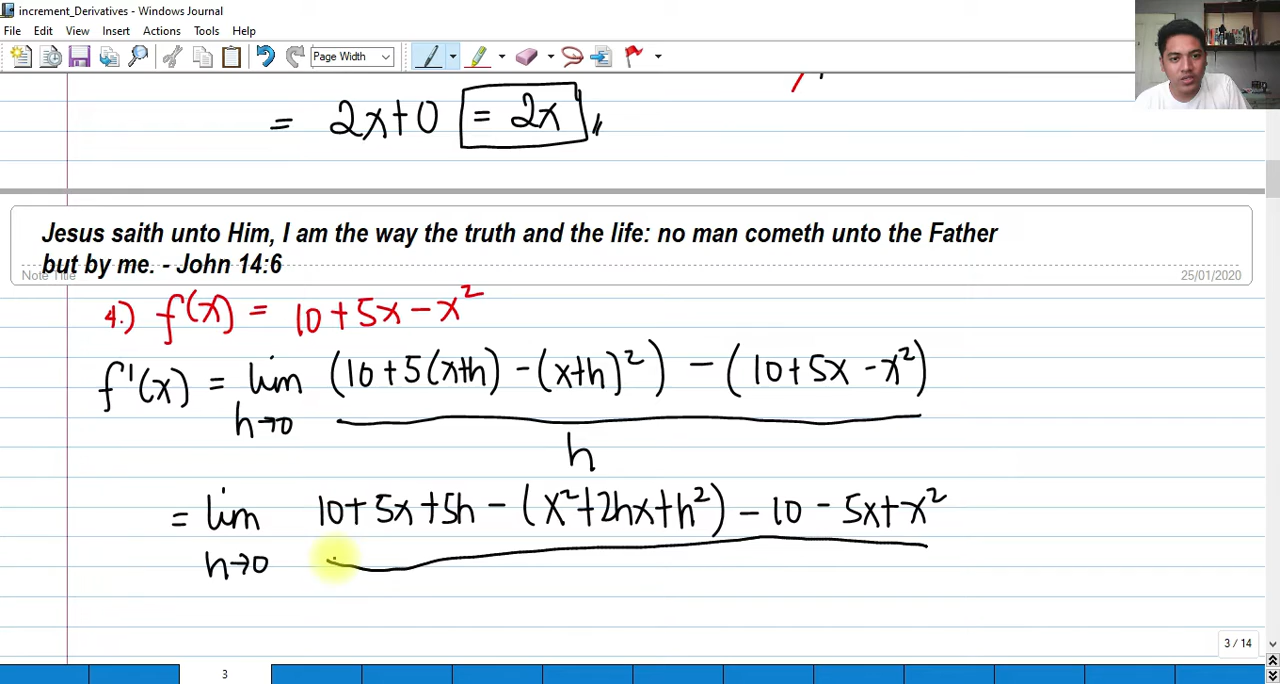 increment_Derivatives - Windows Journal
File Edit View Insert Actions Tools Help
Page Width
= 2x+0 = 2x
Jesus saith unto Him, I am the way the truth and the life: no man cometh unto the Father
but by me. - John 14:6
Note Title
25/01/2020
4.) f(x) = 10+5x-x²
f'(x) = lim (10+5(x+h) - (x+h)²) - (10+5x-x²)
h→0 h
= lim 10+5x+5h - (x²+2hx+h²) - 10 - 5x+x²
h→0
3 / 14
3